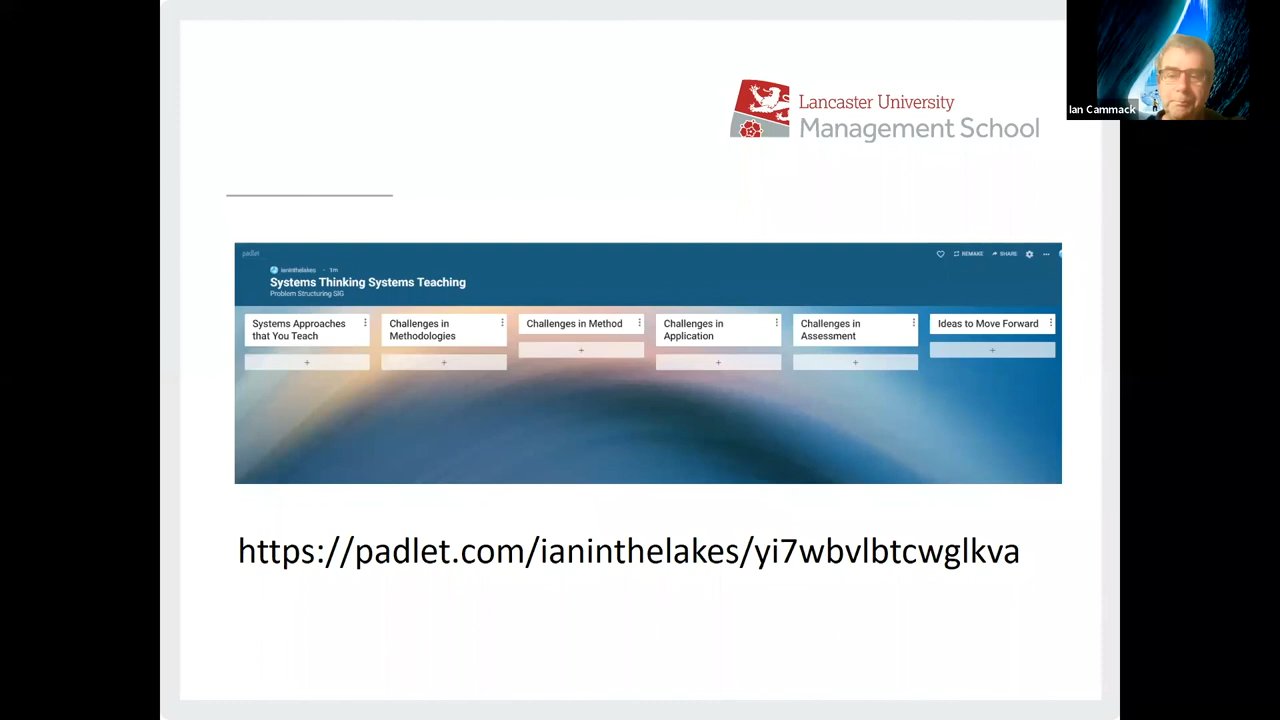 Lancaster University
Management School
Ian Cammack
padlet
REMAKE
SHARE
ianinthelakes · 1m
Systems Thinking Systems Teaching
Problem Structuring SIG
Systems Approaches
that You Teach
Challenges in
Methodologies
Challenges in Method
Challenges in
Application
Challenges in
Assessment
Ideas to Move Forward
https://padlet.com/ianinthelakes/yi7wbvlbtcwglkva